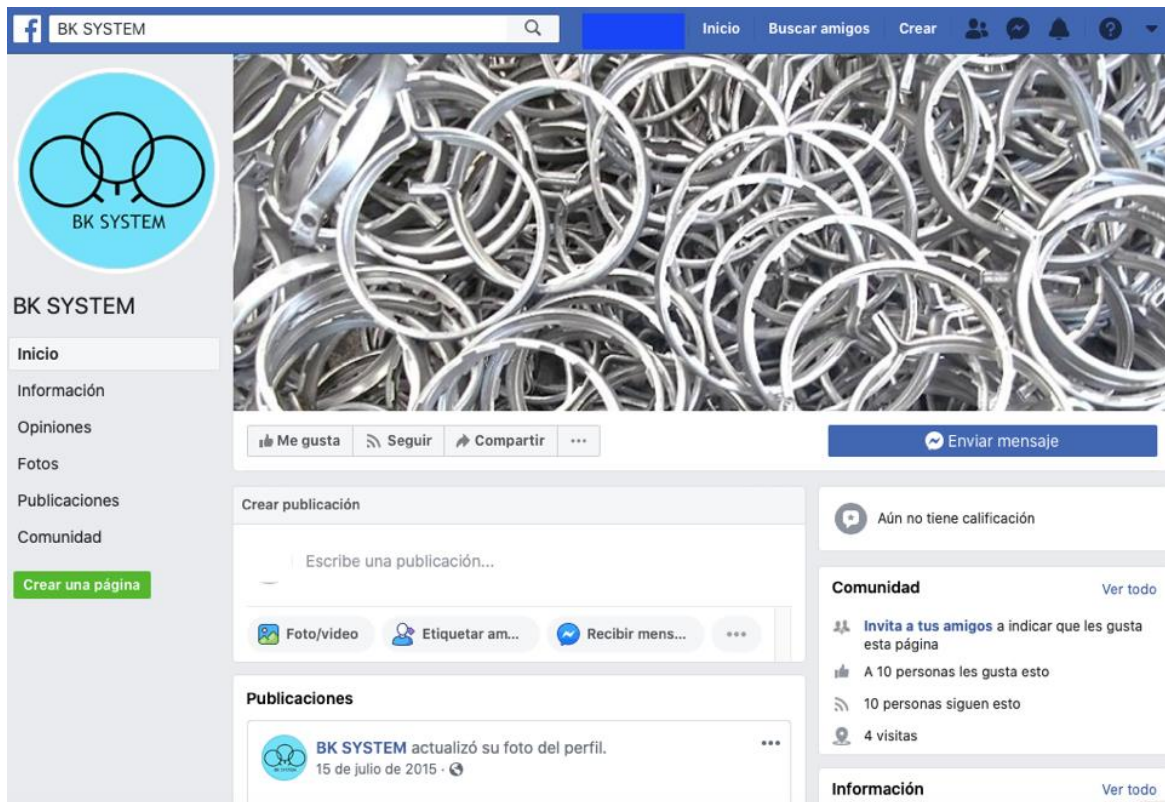 BK SYSTEM
Inicio
Buscar amigos
Crear
BK SYSTEM
BK SYSTEM
Inicio
Información
Opiniones
Fotos
Publicaciones
Comunidad
Crear una página
Me gusta
Seguir
Compartir
Enviar mensaje
Crear publicación
Escribe una publicación...
Foto/video
Etiquetar am...
Recibir mens...
Publicaciones
BK SYSTEM actualizó su foto del perfil.
15 de julio de 2015 ·
Aún no tiene calificación
Comunidad
Ver todo
Invita a tus amigos a indicar que les gusta
esta página
A 10 personas les gusta esto
10 personas siguen esto
4 visitas
Información
Ver todo